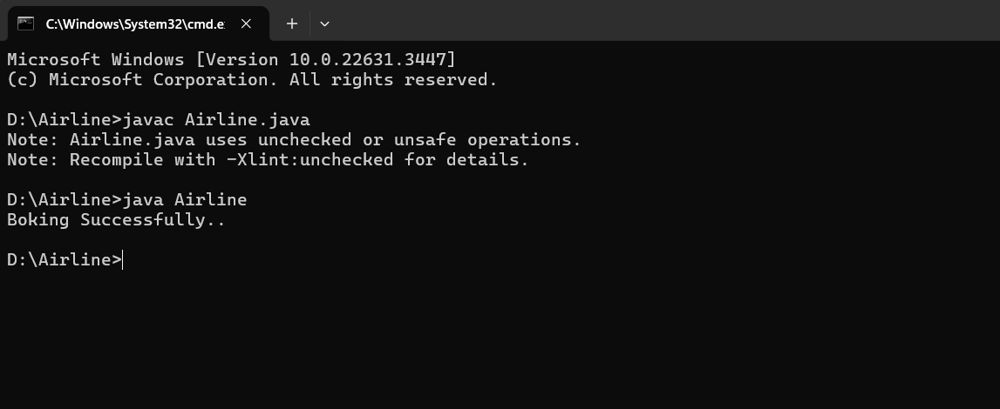 C:\Windows\System32\cmd.e
Microsoft Windows [Version 10.0.22631.3447]
(c) Microsoft Corporation. All rights reserved.
D:\Airline>javac Airline.java
Note: Airline.java uses unchecked or unsafe operations.
Note: Recompile with -Xlint:unchecked for details.
D:\Airline>java Airline
Boking Successfully..
D:\Airline>